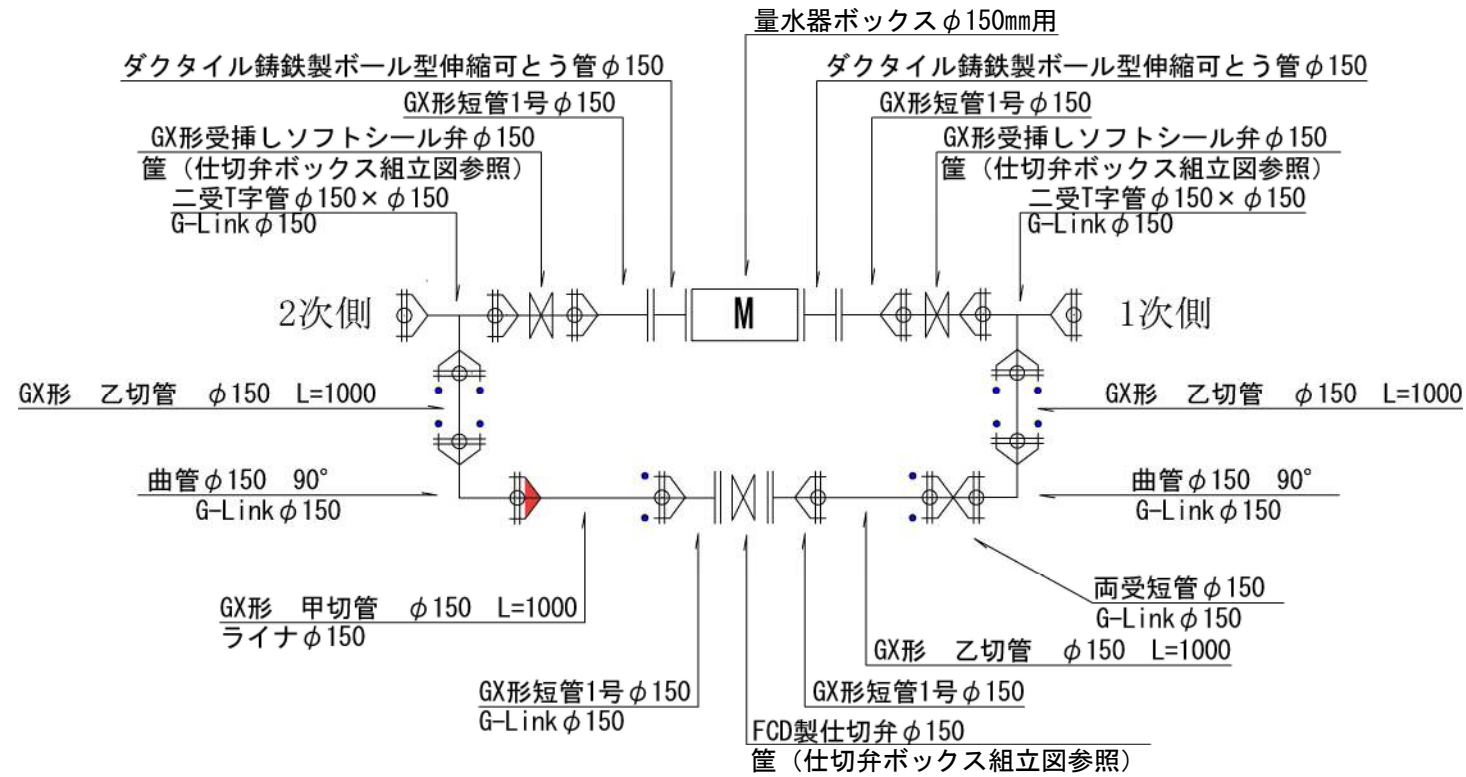 量水器ボックスφ150mm用
ダクタイル鋳鉄製ボール型伸縮可とう管φ150
ダクタイル鋳鉄製ボール型伸縮可とう管φ150
GX形短管1号φ150
GX形短管1号φ150
GX形受挿しソフトシール弁φ150
筐（仕切弁ボックス組立図参照）
GX形受挿しソフトシール弁φ150
筐（仕切弁ボックス組立図参照）
二受T字管φ150×φ150
G-Linkφ150
二受T字管φ150×φ150
G-Linkφ150
2次側
M
1次側
GX形　乙切管　φ150　L=1000
GX形　乙切管　φ150　L=1000
曲管φ150　90°
G-Linkφ150
曲管φ150　90°
G-Linkφ150
GX形　甲切管　φ150　L=1000
ライナφ150
両受短管φ150
G-Linkφ150
GX形　乙切管　φ150　L=1000
GX形短管1号φ150
G-Linkφ150
GX形短管1号φ150
FCD製仕切弁φ150
筐（仕切弁ボックス組立図参照）